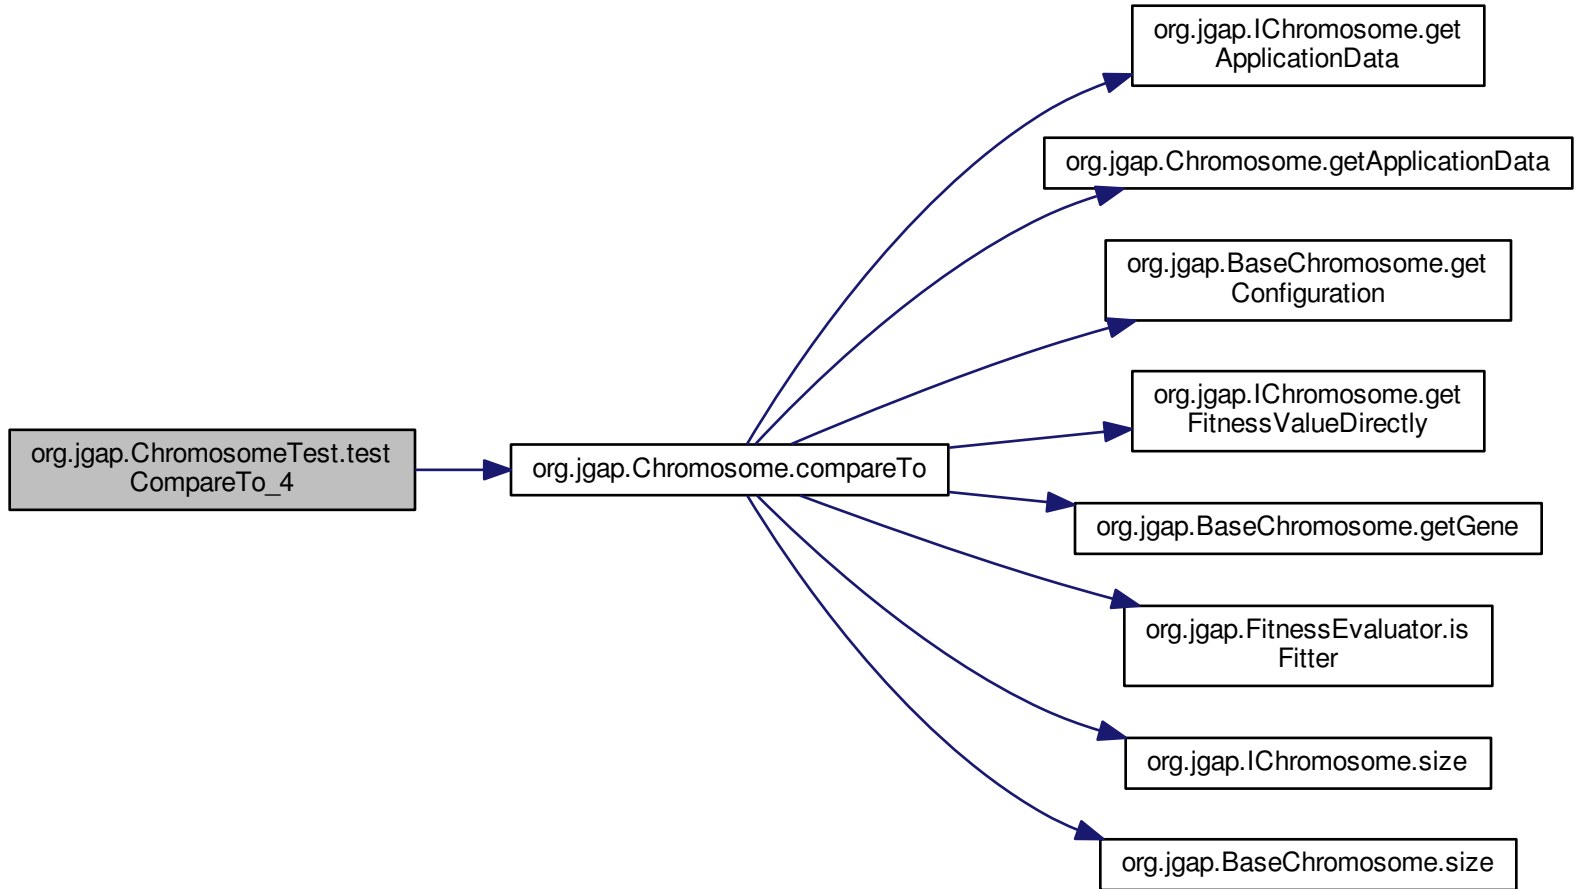 org.jgap.ChromosomeTest.test
CompareTo_4
org.jgap.Chromosome.compareTo
org.jgap.IChromosome.get
ApplicationData
org.jgap.Chromosome.getApplicationData
org.jgap.BaseChromosome.get
Configuration
org.jgap.IChromosome.get
FitnessValueDirectly
org.jgap.BaseChromosome.getGene
org.jgap.FitnessEvaluator.is
Fitter
org.jgap.IChromosome.size
org.jgap.BaseChromosome.size